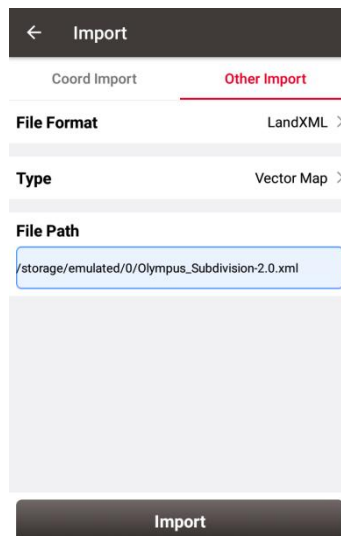 Import
Coord Import Other Import
File Format LandXML
Type Vector Map
File Path
/storage/emulated/0/Olympus_Subdivision-2.0.xml
Import